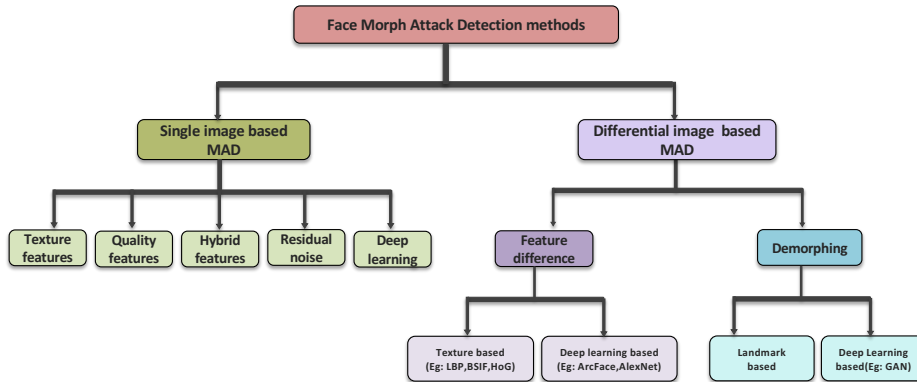 Face Morph Attack Detection methods
Single image based
MAD
Differential image based
MAD
Texture
features
Quality
features
Hybrid
features
Residual
noise
Deep
learning
Feature
difference
Demorphing
Texture based
(Eg: LBP,BSIF,HoG)
Deep learning based
(Eg: ArcFace,AlexNet)
Landmark
based
Deep Learning
based(Eg: GAN)